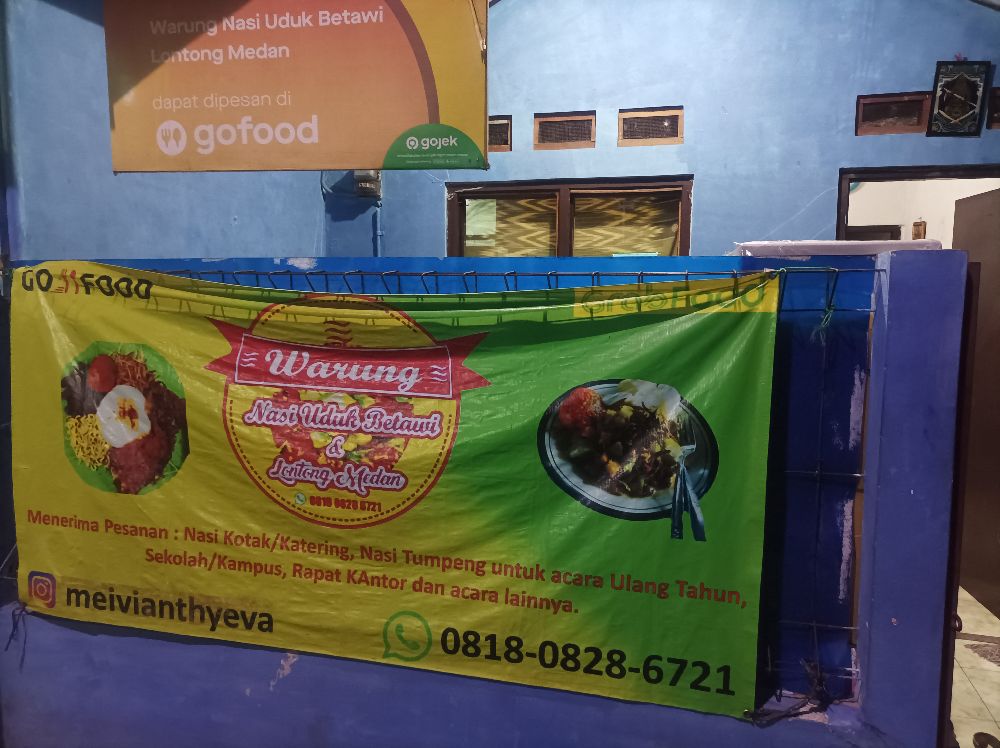 Warung Nasi Uduk Betawi
Lontong Medan
dapat dipesan di
gofood
gojek
GO FOOD
GrabFood
Warung
Nasi Uduk Betawi
&
Lontong Medan
0818 0828 6721
Menerima Pesanan : Nasi Kotak/Katering, Nasi Tumpeng untuk acara Ulang Tahun,
Sekolah/Kampus, Rapat KAntor dan acara lainnya.
meivianthyeva
0818-0828-6721